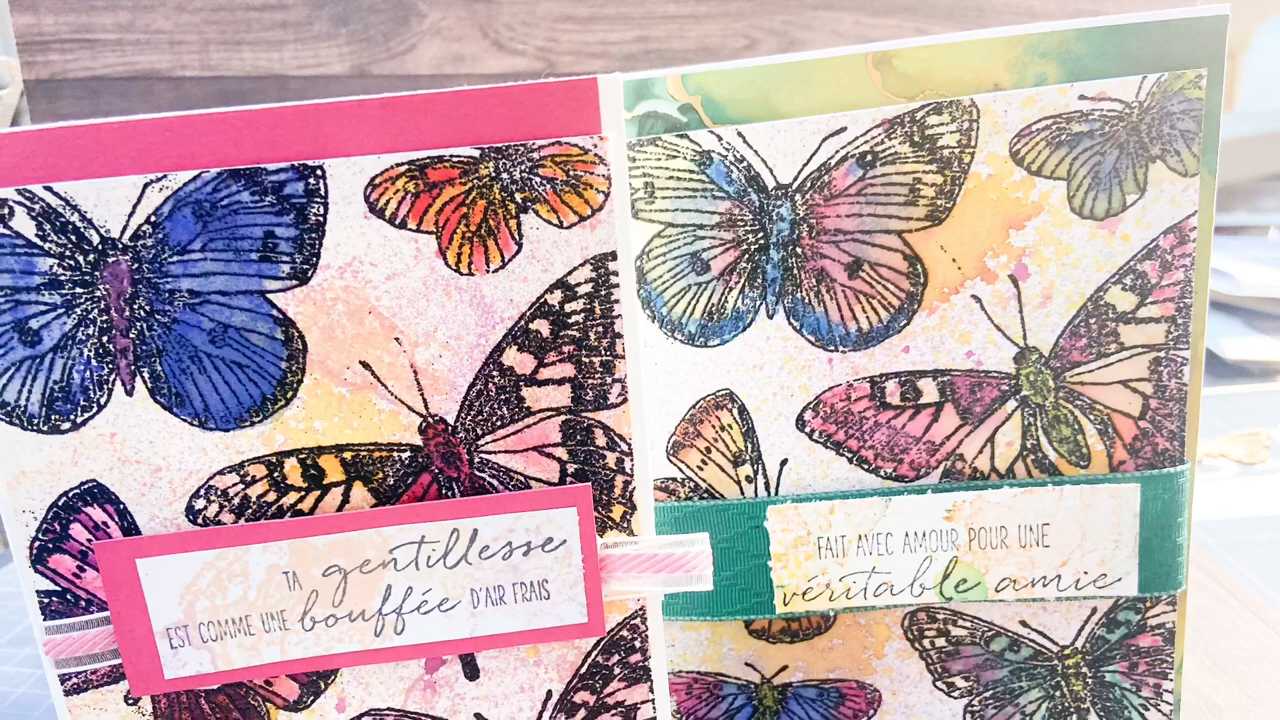 TA gentillesse
EST COMME UNE bouffée D'AIR FRAIS
FAIT AVEC AMOUR POUR UNE
véritable amie